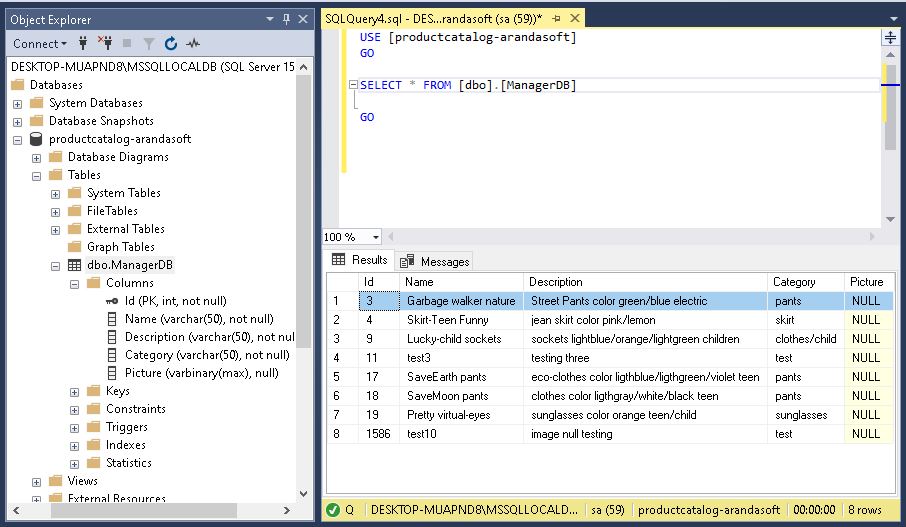 Object Explorer
Connect
DESKTOP-MUAPND8\MSSQLLOCALDB (SQL Server 15
Databases
System Databases
Database Snapshots
productcatalog-arandasoft
Database Diagrams
Tables
System Tables
FileTables
External Tables
Graph Tables
dbo.ManagerDB
Columns
Id (PK, int, not null)
Name (varchar(50), not null)
Description (varchar(50), not null
Category (varchar(50), not null)
Picture (varbinary(max), null)
Keys
Constraints
Triggers
Indexes
Statistics
Views
External Resources
SQLQuery4.sql - DES...randasoft (sa (59))*
USE [productcatalog-arandasoft]
GO
SELECT * FROM [dbo].[ManagerDB]
GO
100 %
Results Messages
Id Name Description Category Picture
1 3 Garbage walker nature Street Pants color green/blue electric pants NULL
2 4 Skirt-Teen Funny jean skirt color pink/lemon skirt NULL
3 9 Lucky-child sockets sockets lightblue/orange/lightgreen children clothes/child NULL
4 11 test3 testing three test NULL
5 17 SaveEarth pants eco-clothes color ligthblue/ligthgreen/violet teen pants NULL
6 18 SaveMoon pants clothes color ligthgray/white/black teen pants NULL
7 19 Pretty virtual-eyes sunglasses color orange teen/child sunglasses NULL
8 1586 test10 image null testing test NULL
Q DESKTOP-MUAPND8\MSSQLLOCALD... sa (59) productcatalog-arandasoft 00:00:00 8 rows